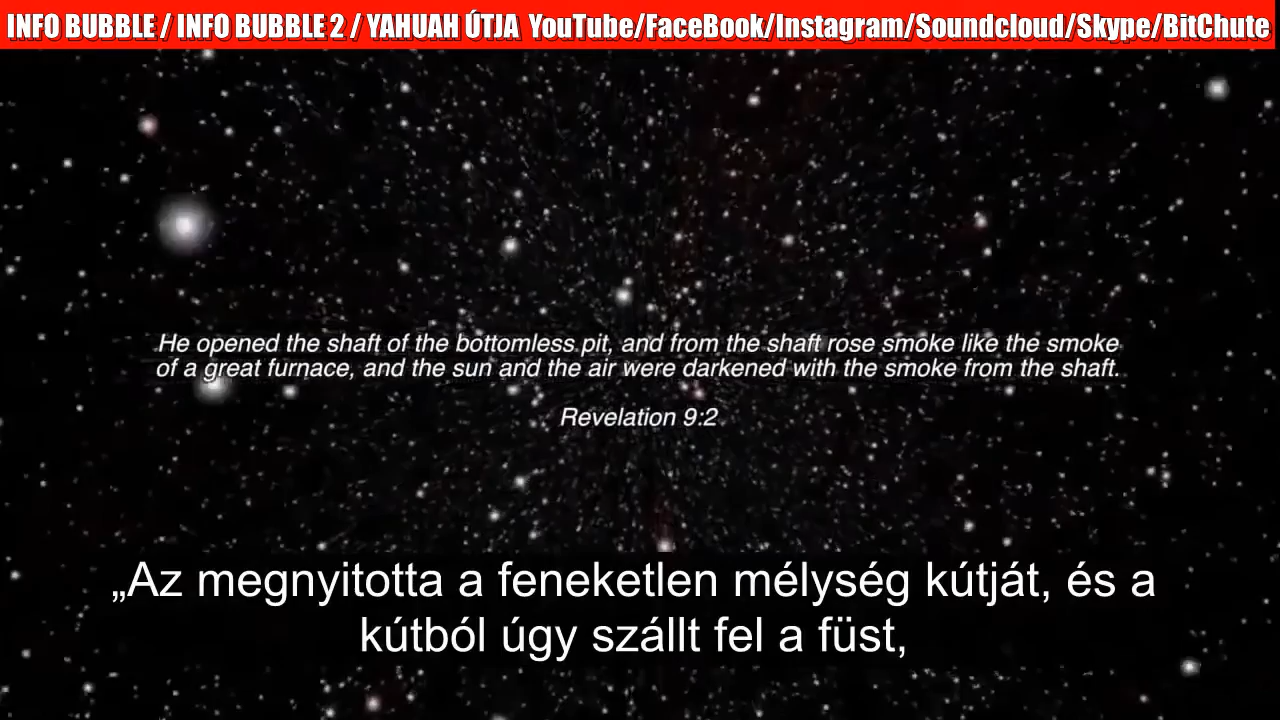 INFO BUBBLE / INFO BUBBLE 2 / YAHUAH ÚTJA YouTube/FaceBook/Instagram/Soundcloud/Skype/BitChute
He opened the shaft of the bottomless pit, and from the shaft rose smoke like the smoke
of a great furnace, and the sun and the air were darkened with the smoke from the shaft.
Revelation 9:2
„Az megnyitotta a feneketlen mélység kútját, és a
kútból úgy szállt fel a füst,